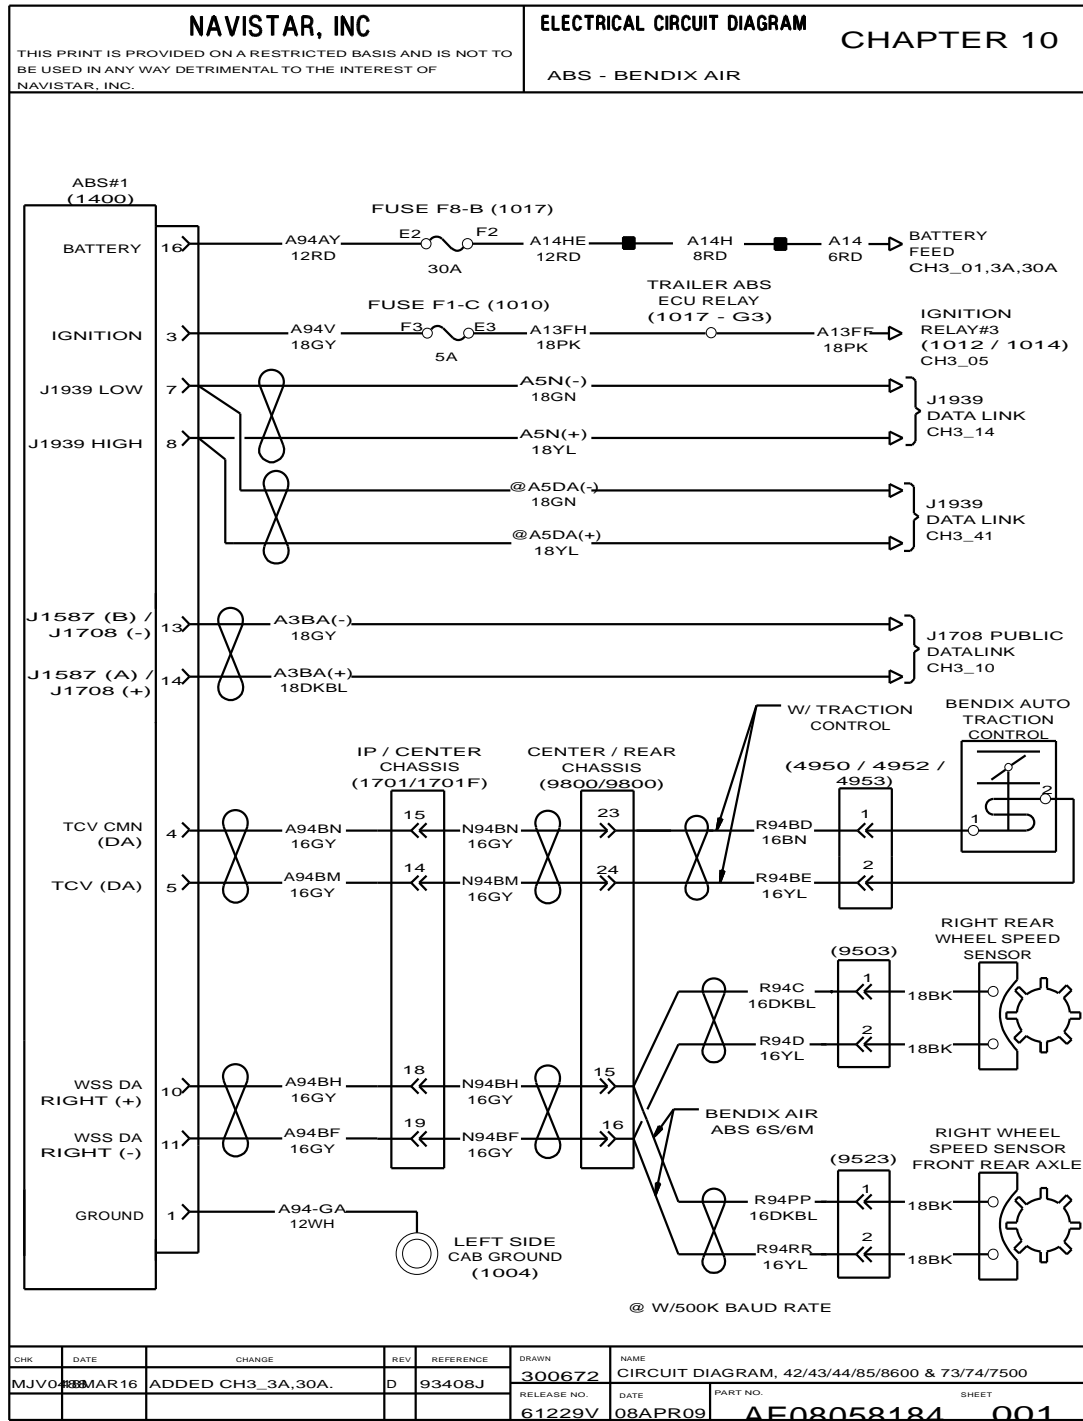 NAVISTAR, INC
THIS PRINT IS PROVIDED ON A RESTRICTED BASIS AND IS NOT TO
BE USED IN ANY WAY DETRIMENTAL TO THE INTEREST OF
NAVISTAR, INC.
ELECTRICAL CIRCUIT DIAGRAM
CHAPTER 10
ABS - BENDIX AIR
ABS#1
(1400)
FUSE F8-B (1017)
BATTERY 16 A94AY 12RD E2 F2 30A A14HE 12RD A14H 8RD A14 6RD
BATTERY
FEED
CH3_01,3A,30A
TRAILER ABS
ECU RELAY
(1017 - G3)
FUSE F1-C (1010)
IGNITION 3 A94V 18GY F3 E3 5A A13FH 18PK A13FF 18PK
IGNITION
RELAY#3
(1012 / 1014)
CH3_05
J1939 LOW 7 A5N(-) 18GN
J1939 HIGH 8 A5N(+) 18YL
J1939
DATA LINK
CH3_14
@A5DA(-)
18GN
@A5DA(+)
18YL
J1939
DATA LINK
CH3_41
J1587 (B) /
J1708 (-) 13 A3BA(-) 18GY
J1587 (A) /
J1708 (+) 14 A3BA(+) 18DKBL
J1708 PUBLIC
DATALINK
CH3_10
W/ TRACTION
CONTROL
BENDIX AUTO
TRACTION
CONTROL
IP / CENTER
CHASSIS
(1701/1701F)
CENTER / REAR
CHASSIS
(9800/9800)
(4950 / 4952 /
4953)
TCV CMN
(DA) 4 A94BN 16GY 15 N94BN 16GY 23 R94BD 16BN 1 1 2
TCV (DA) 5 A94BM 16GY 14 N94BM 16GY 24 R94BE 16YL 2
RIGHT REAR
WHEEL SPEED
SENSOR
(9503)
R94C 16DKBL 1 18BK
R94D 16YL 2 18BK
WSS DA
RIGHT (+) 10 A94BH 16GY 18 N94BH 16GY 15
WSS DA
RIGHT (-) 11 A94BF 16GY 19 N94BF 16GY 16
BENDIX AIR
ABS 6S/6M
RIGHT WHEEL
SPEED SENSOR
FRONT REAR AXLE
(9523)
R94PP 16DKBL 1 18BK
R94RR 16YL 2 18BK
GROUND 1 A94-GA 12WH
LEFT SIDE
CAB GROUND
(1004)
@ W/500K BAUD RATE
CHK DATE CHANGE REV REFERENCE
MAR16 ADDED CH3_3A,30A. D 93408J
DRAWN
300672
NAME
CIRCUIT DIAGRAM, 42/43/44/85/8600 & 73/74/7500
RELEASE NO.
61229V
DATE
08APR09
PART NO.
AE08058184
SHEET
001